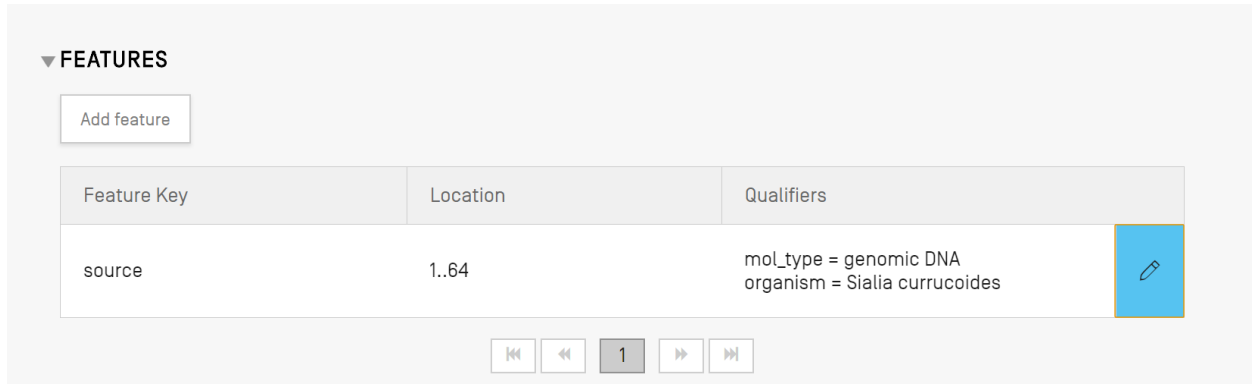 FEATURES
Add feature
Feature Key Location Qualifiers
source 1..64 mol_type = genomic DNA
organism = Sialia currucoides
1